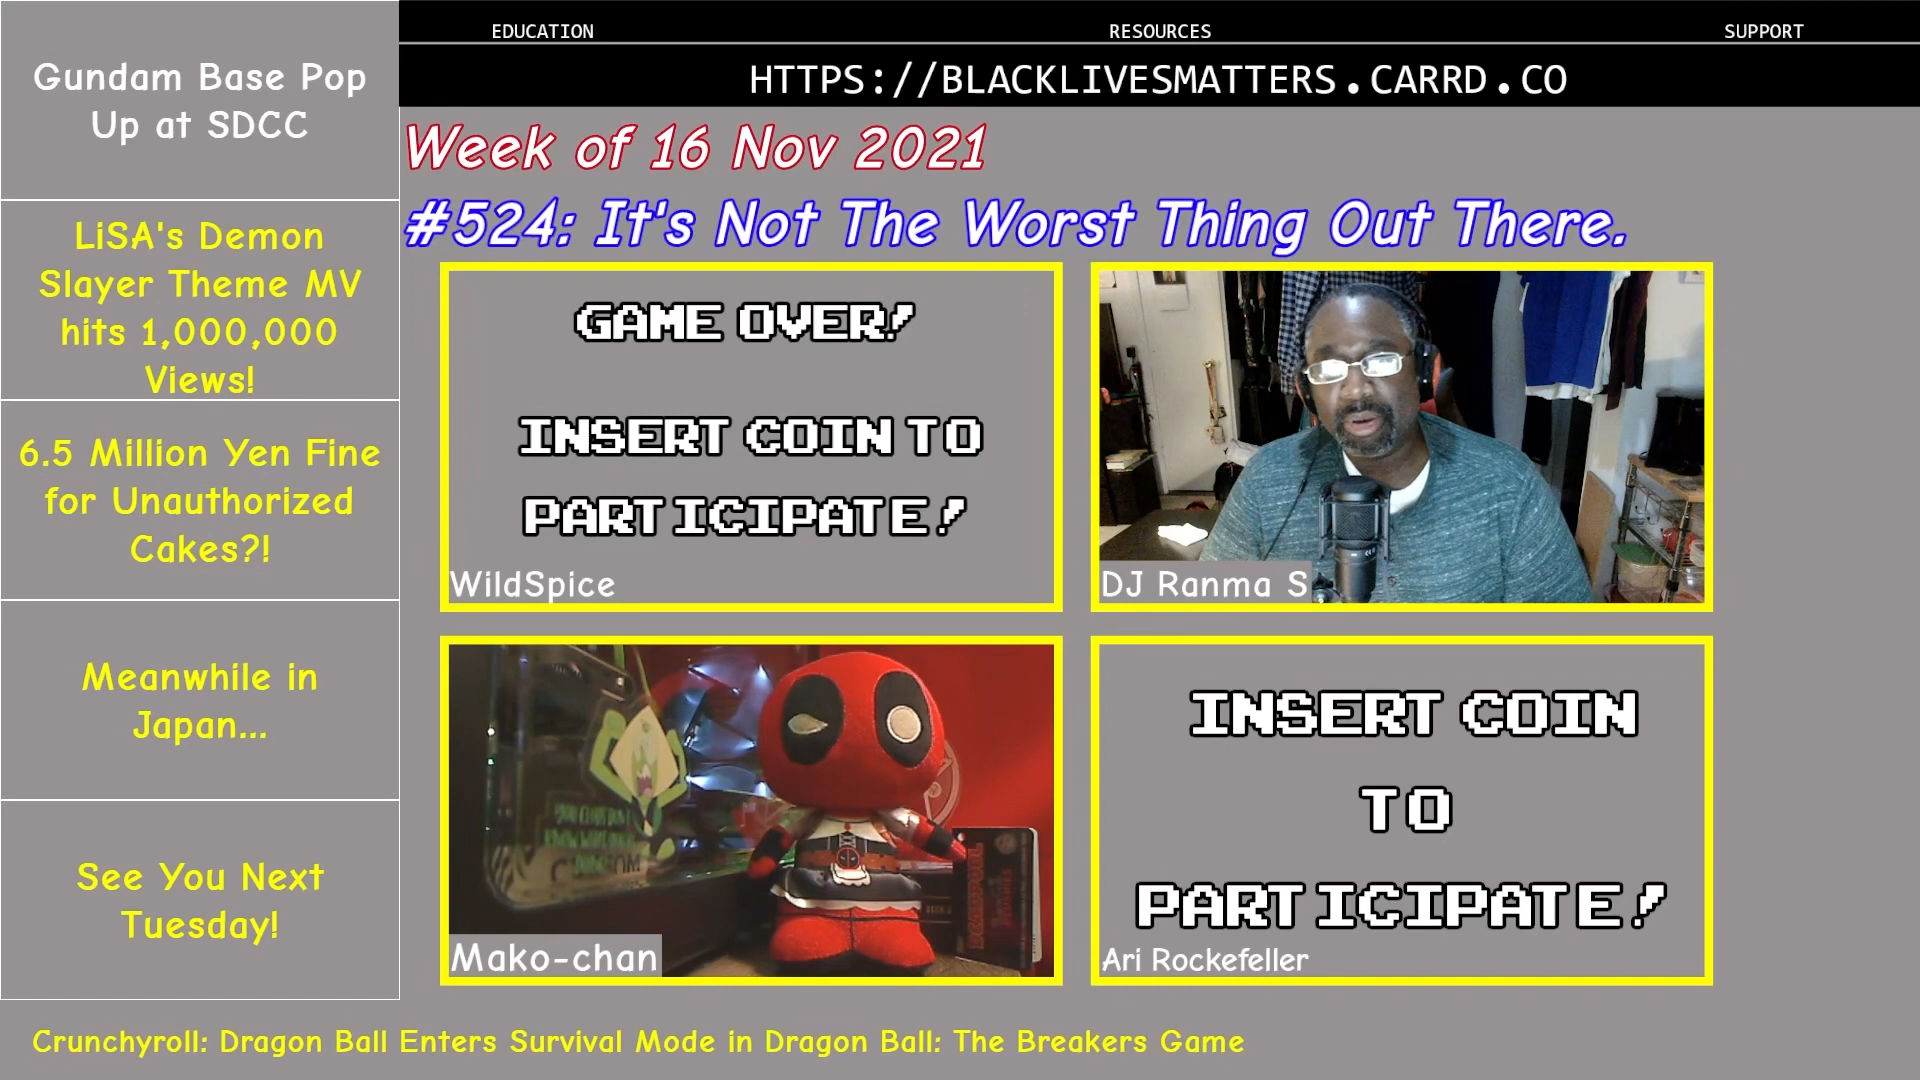 EDUCATION RESOURCES SUPPORT
HTTPS://BLACKLIVESMATTERS.CARRD.CO
Gundam Base Pop
Up at SDCC
LiSA's Demon
Slayer Theme MV
hits 1,000,000
Views!
6.5 Million Yen Fine
for Unauthorized
Cakes?!
Meanwhile in
Japan...
See You Next
Tuesday!
Week of 16 Nov 2021
#524: It's Not The Worst Thing Out There.
GAME OVER!
INSERT COIN TO
PARTICIPATE!
WildSpice
DJ Ranma S
Mako-chan
DEADPOOL
INSERT COIN
TO
PARTICIPATE!
Ari Rockefeller
Crunchyroll: Dragon Ball Enters Survival Mode in Dragon Ball: The Breakers Game